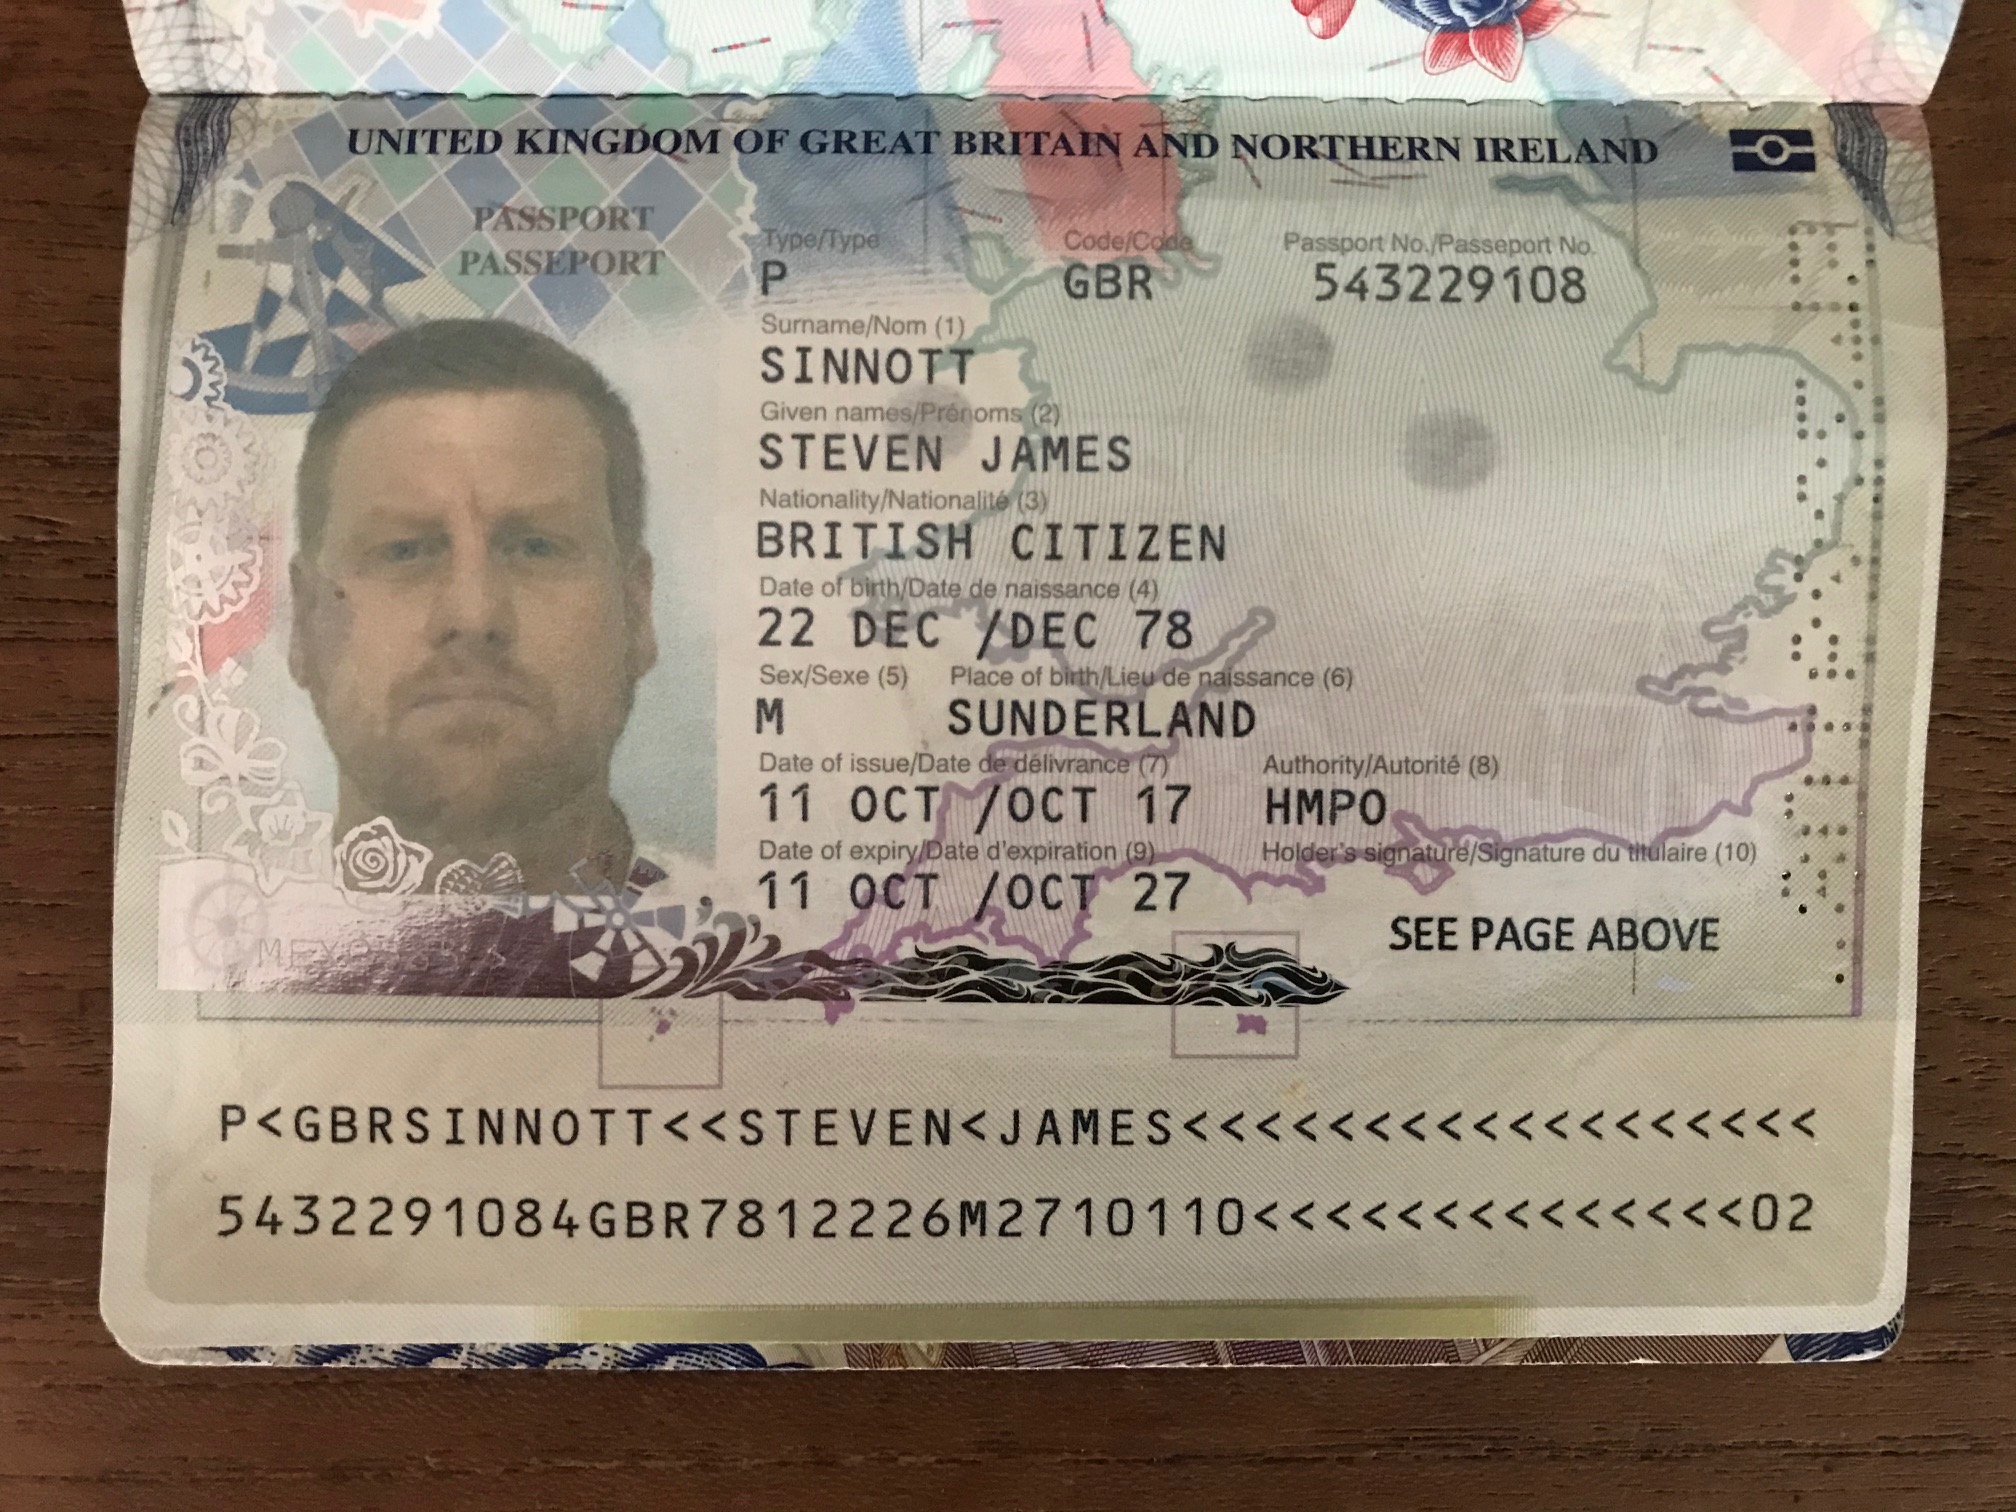 UNITED KINGDOM OF GREAT BRITAIN AND NORTHERN IRELAND
PASSPORT
PASSEPORT
Type/Type Code/Code Passport No./Passeport No.
P GBR 543229108
Surname/Nom (1)
SINNOTT
Given names/Prénoms (2)
STEVEN JAMES
Nationality/Nationalité (3)
BRITISH CITIZEN
Date of birth/Date de naissance (4)
22 DEC /DEC 78
Sex/Sexe (5) Place of birth/Lieu de naissance (6)
M SUNDERLAND
Date of issue/Date de délivrance (7) Authority/Autorité (8)
11 OCT /OCT 17 HMPO
Date of expiry/Date d'expiration (9) Holder's signature/Signature du titulaire (10)
11 OCT /OCT 27
SEE PAGE ABOVE
P<GBRSINNOTT<<STEVEN<JAMES<<<<<<<<<<<<<<<<<<
5432291084GBR7812226M2710110<<<<<<<<<<<<<<02